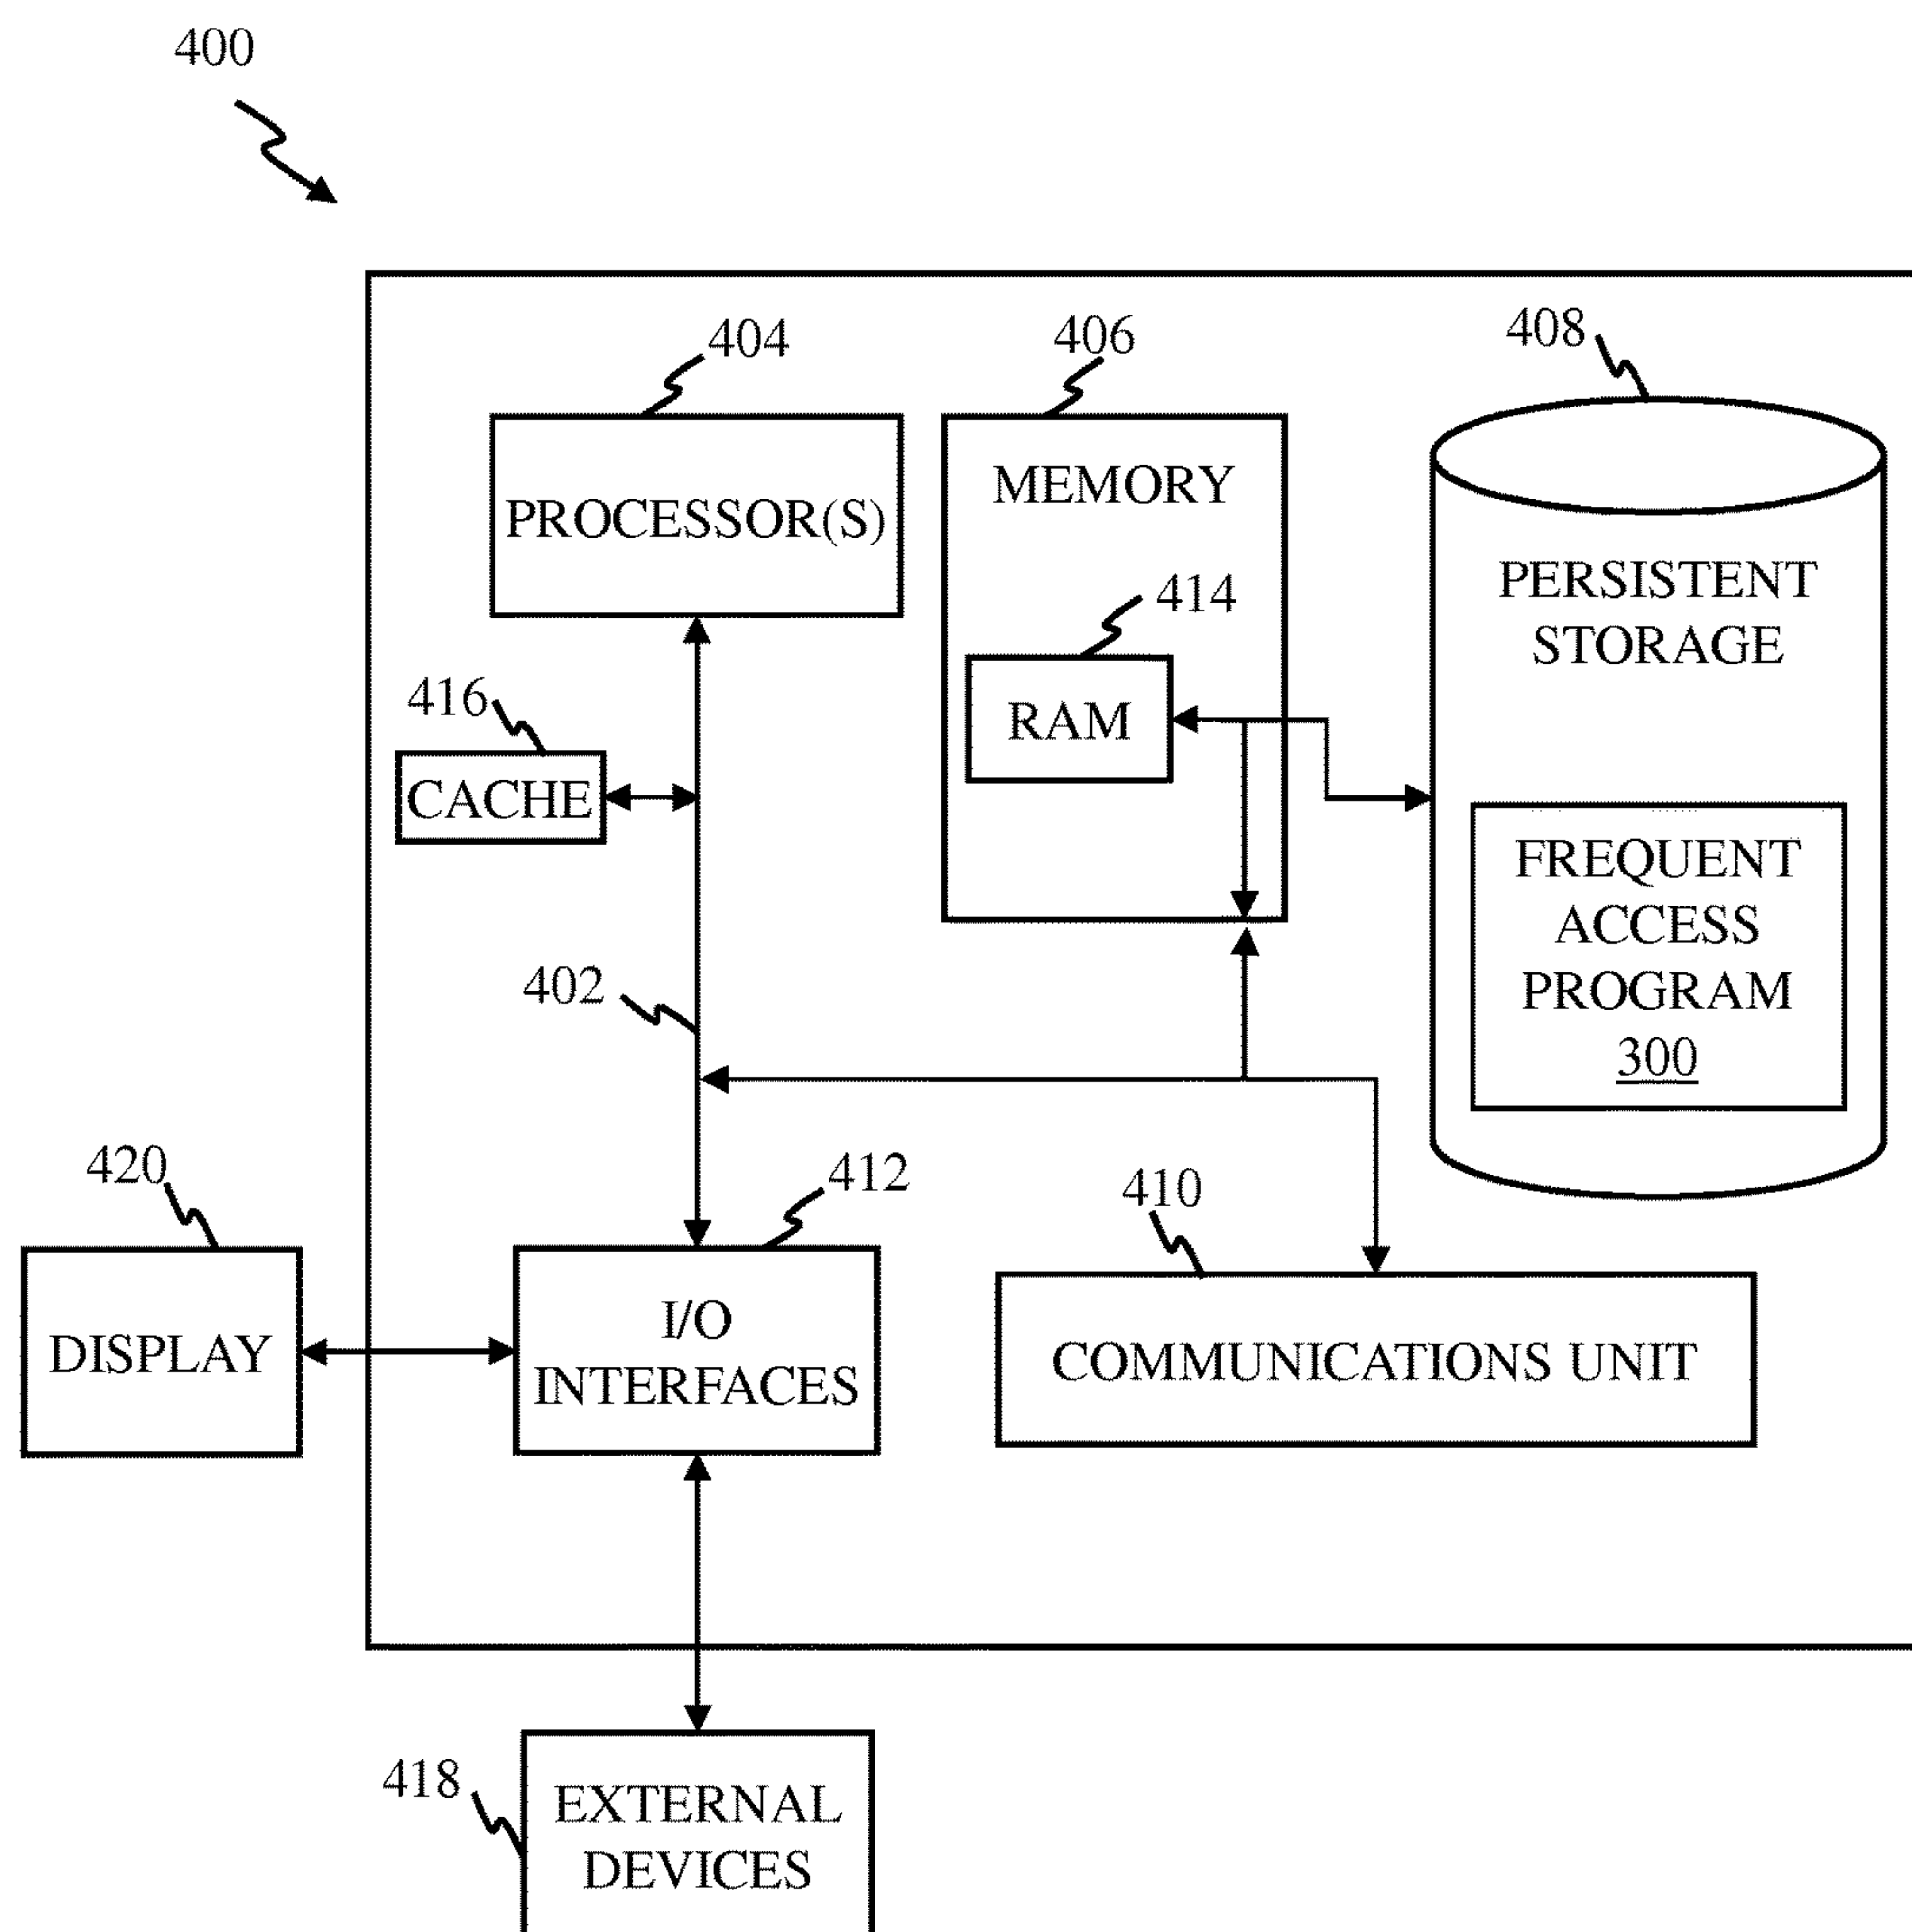 400
404
406
408
PROCESSOR(S)
MEMORY
PERSISTENT
STORAGE
414
RAM
416
CACHE
FREQUENT
ACCESS
PROGRAM
300
402
420
412
410
DISPLAY
I/O
INTERFACES
COMMUNICATIONS UNIT
418
EXTERNAL
DEVICES